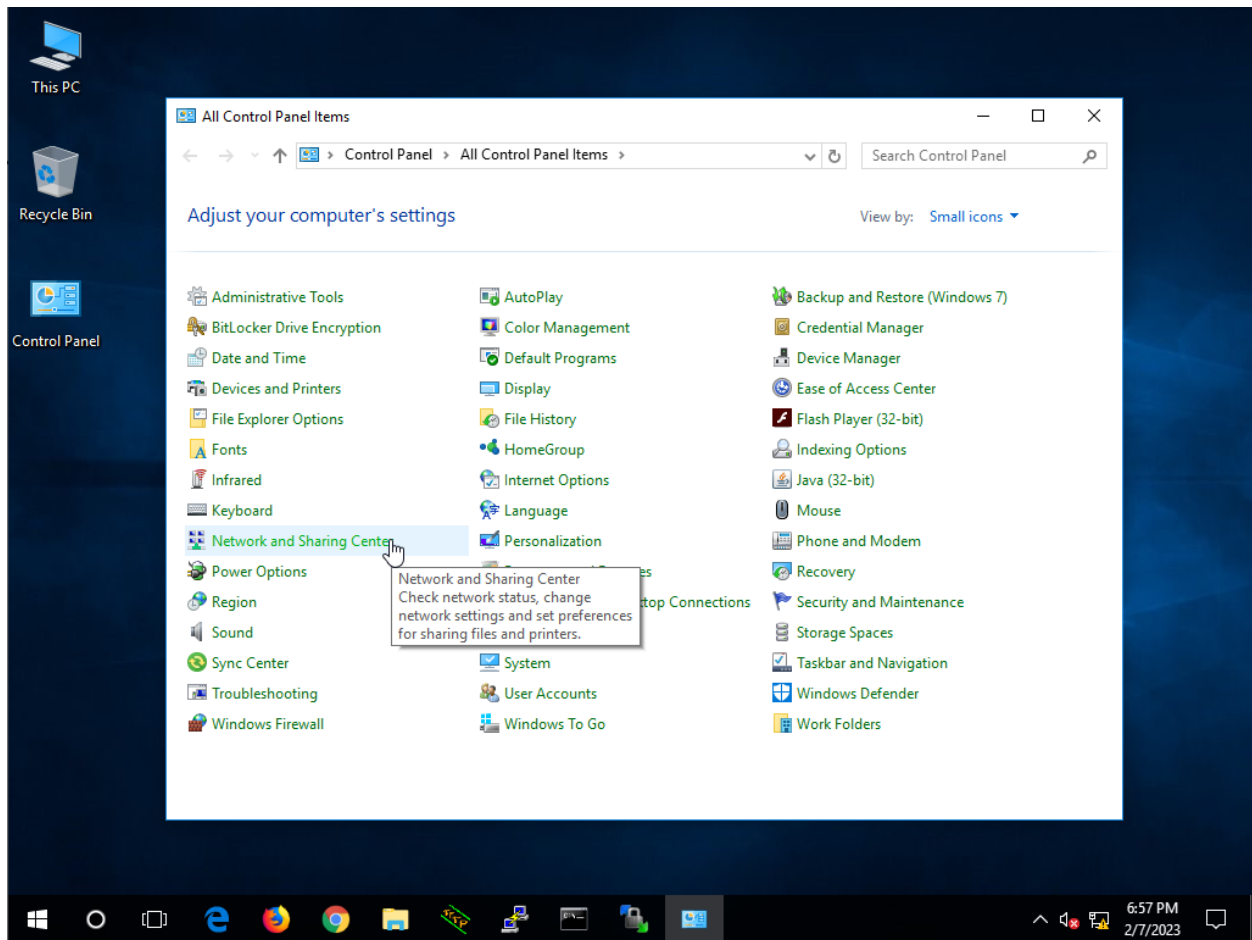 This PC
Recycle Bin
Control Panel
All Control Panel Items
Control Panel > All Control Panel Items >
Search Control Panel
Adjust your computer's settings
View by: Small icons
Administrative Tools
AutoPlay
Backup and Restore (Windows 7)
BitLocker Drive Encryption
Color Management
Credential Manager
Date and Time
Default Programs
Device Manager
Devices and Printers
Display
Ease of Access Center
File Explorer Options
File History
Flash Player (32-bit)
Fonts
HomeGroup
Indexing Options
Infrared
Internet Options
Java (32-bit)
Keyboard
Language
Mouse
Network and Sharing Center
Personalization
Phone and Modem
Power Options
Recovery
Region
Connections
Security and Maintenance
Network and Sharing Center
Check network status, change
network settings and set preferences
for sharing files and printers.
Sound
Storage Spaces
Sync Center
System
Taskbar and Navigation
Troubleshooting
User Accounts
Windows Defender
Windows Firewall
Windows To Go
Work Folders
6:57 PM
2/7/2023